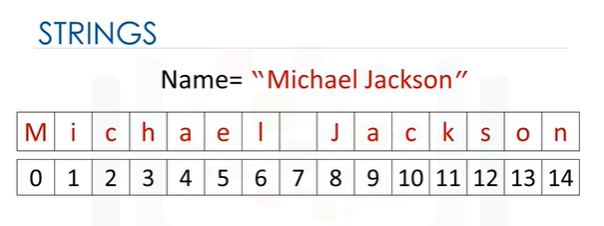 STRINGS
Name= “Michael Jackson”
M i c h a e l J a c k s o n
0 1 2 3 4 5 6 7 8 9 10 11 12 13 14